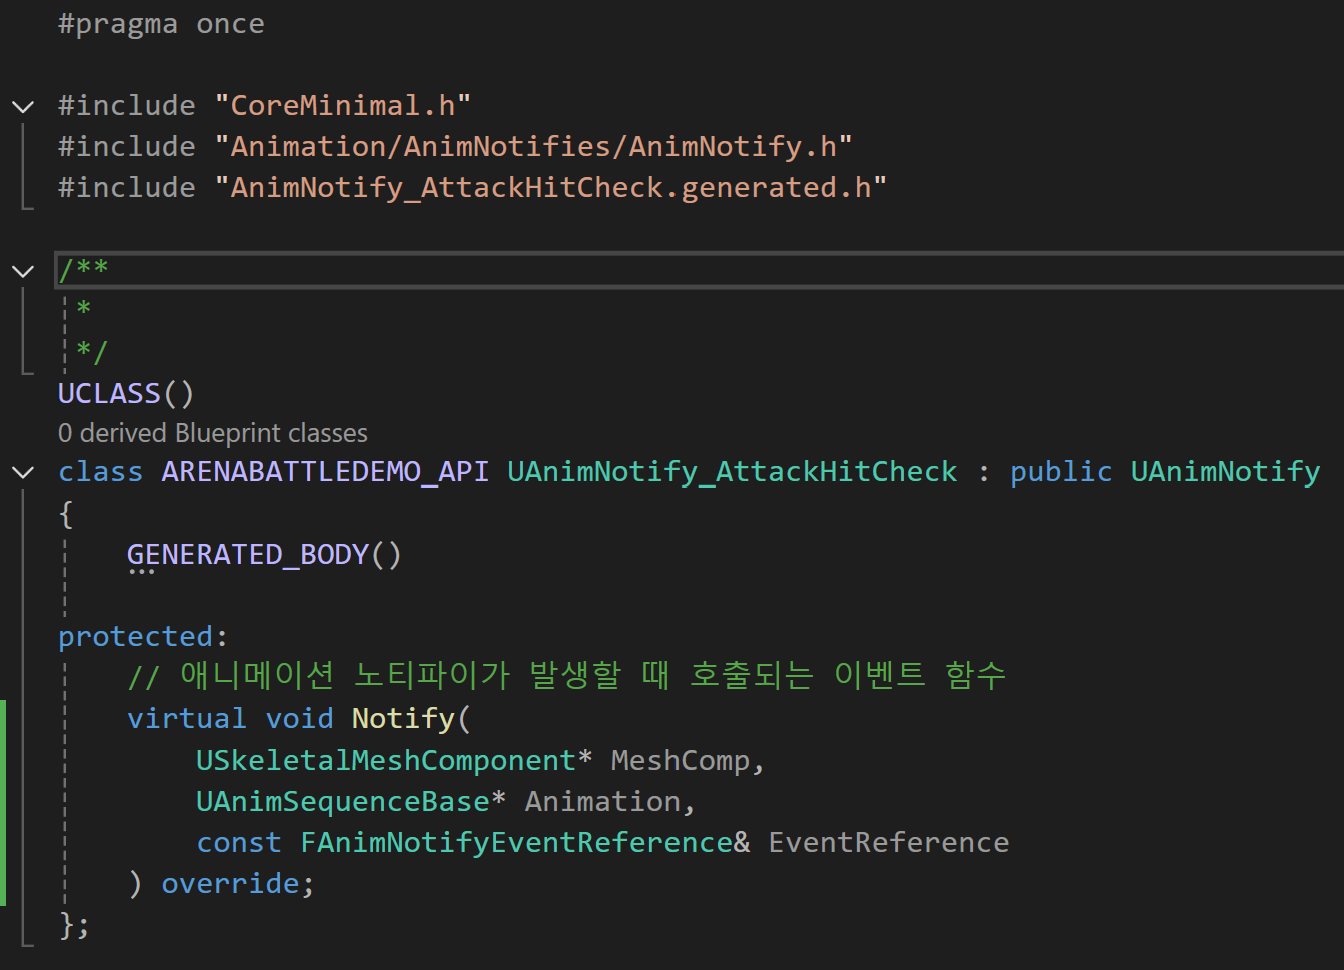 #pragma once
#include "CoreMinimal.h"
#include "Animation/AnimNotifies/AnimNotify.h"
#include "AnimNotify_AttackHitCheck.generated.h"
/**
*
*/
UCLASS()
0 derived Blueprint classes
class ARENABATTLEDEMO_API UAnimNotify_AttackHitCheck : public UAnimNotify
{
GENERATED_BODY()
protected:
// 애니메이션 노티파이가 발생할 때 호출되는 이벤트 함수
virtual void Notify(
USkeletalMeshComponent* MeshComp,
UAnimSequenceBase* Animation,
const FAnimNotifyEventReference& EventReference
) override;
};